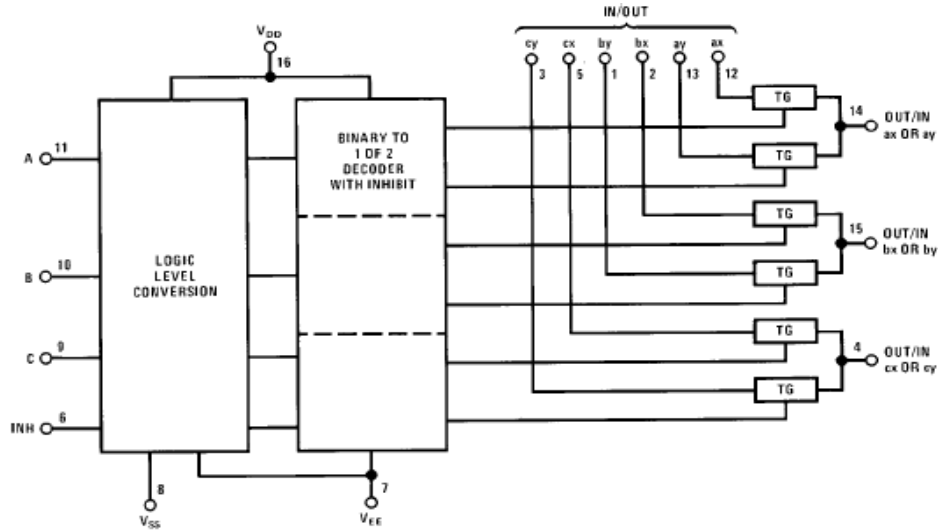 IN/OUT
VDD
16
cy cx by bx ay ax
3 5 1 2 13 12
TG
14
OUT/IN
ax OR ay
A 11
BINARY TO
1 OF 2
DECODER
WITH INHIBIT
TG
TG
15
OUT/IN
bx OR by
B 10
LOGIC
LEVEL
CONVERSION
TG
C 9
TG
4
OUT/IN
cx OR cy
TG
INH 6
8
VSS
7
VEE